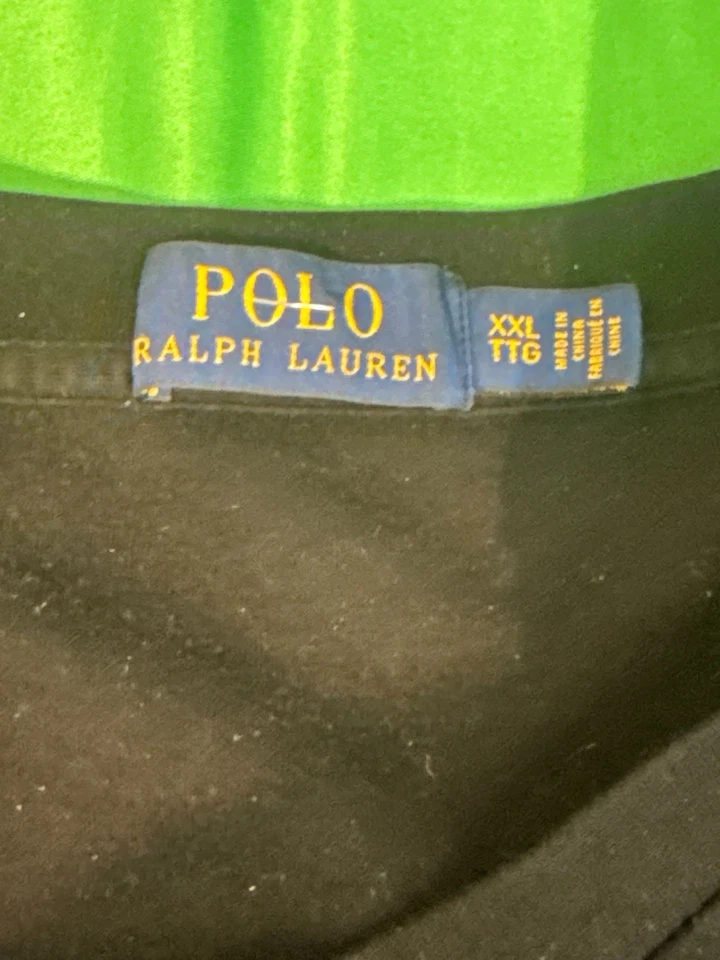 POLO
RALPH LAUREN
XXL
TTG
MADE IN
CHINA
FABRIQUÉ EN
CHINE